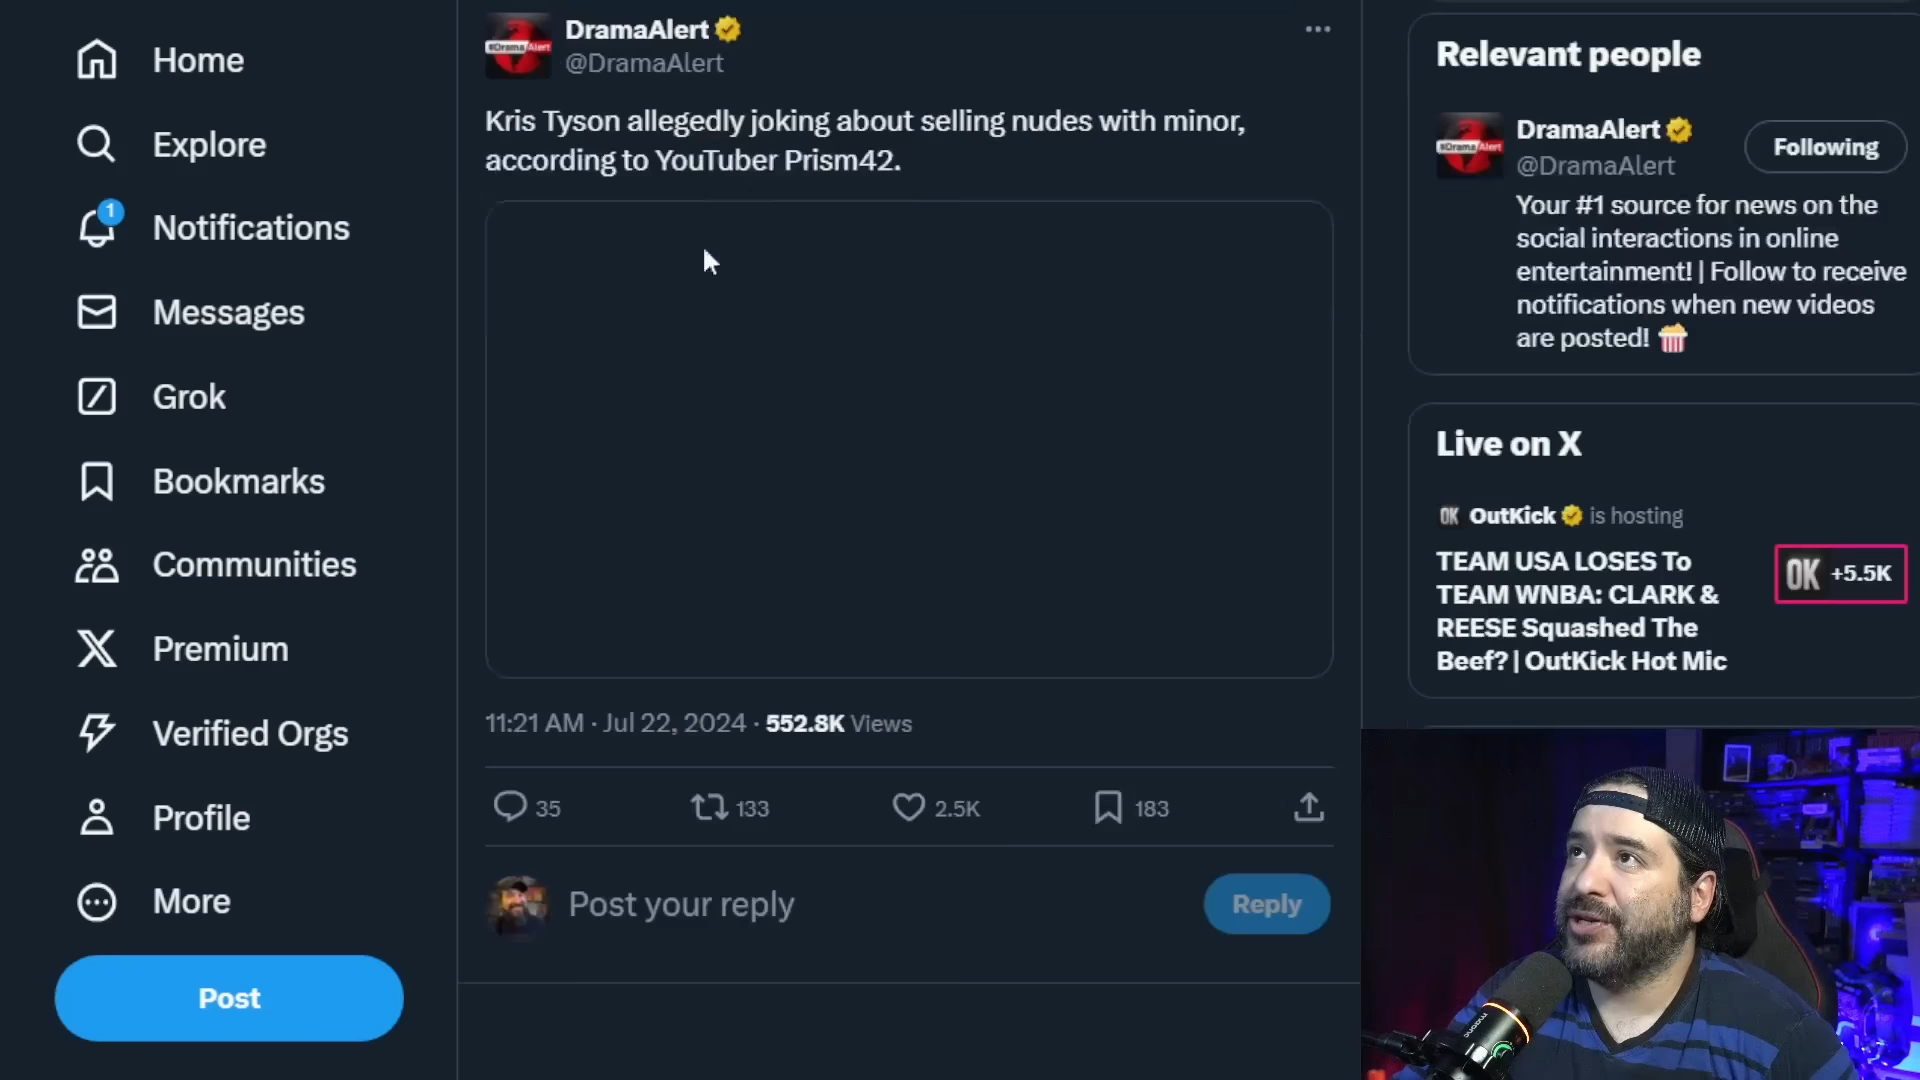 Home
Explore
1
Notifications
Messages
Grok
Bookmarks
Communities
Premium
Verified Orgs
Profile
More
Post
#DramaAlert
DramaAlert
@DramaAlert
Kris Tyson allegedly joking about selling nudes with minor,
according to YouTuber Prism42.
11:21 AM · Jul 22, 2024 · 552.8K Views
35
133
2.5K
183
Post your reply
Reply
Relevant people
#DramaAlert
DramaAlert
@DramaAlert
Following
Your #1 source for news on the
social interactions in online
entertainment! | Follow to receive
notifications when new videos
are posted! 🍿
Live on X
OK OutKick is hosting
TEAM USA LOSES To
TEAM WNBA: CLARK &
REESE Squashed The
Beef? | OutKick Hot Mic
OK +5.5K